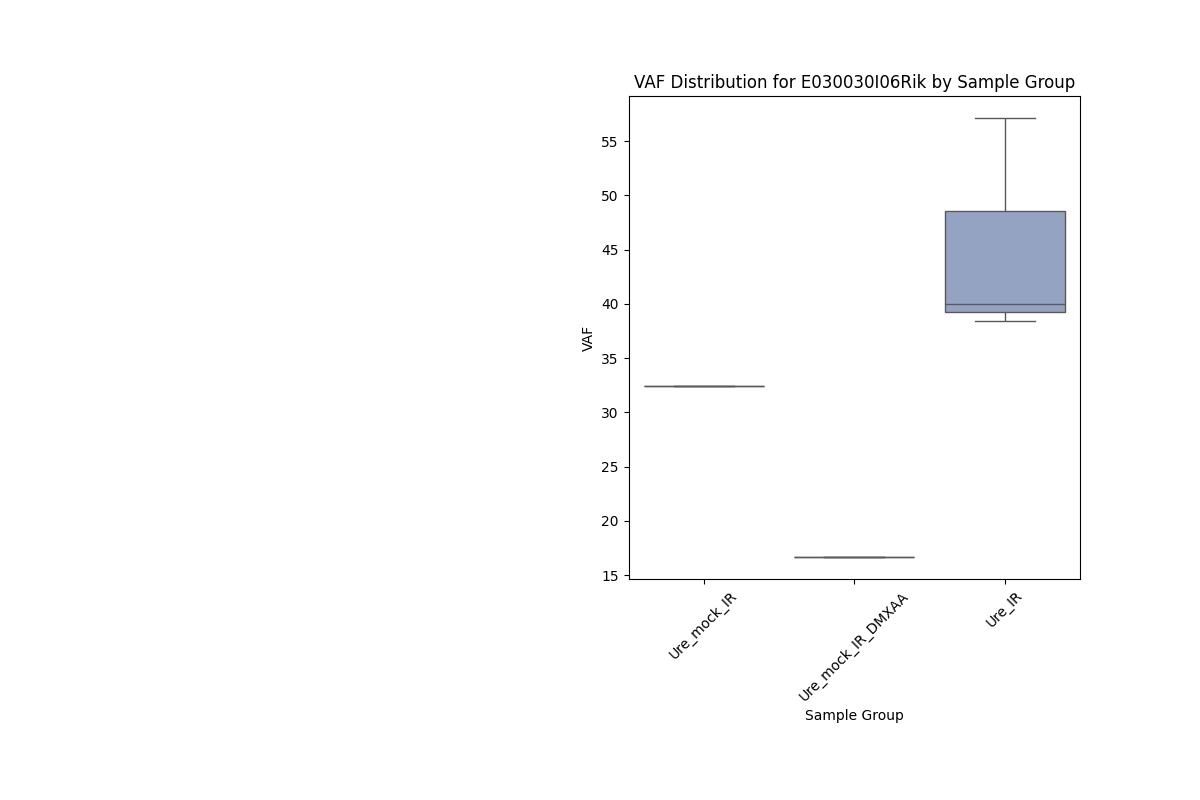 VAF Distribution for E030030I06Rik by Sample Group
VAF
55
50
45
40
35
30
25
20
15
Ure_mock_IR
Ure_mock_IR_DMXAA
Ure_IR
Sample Group